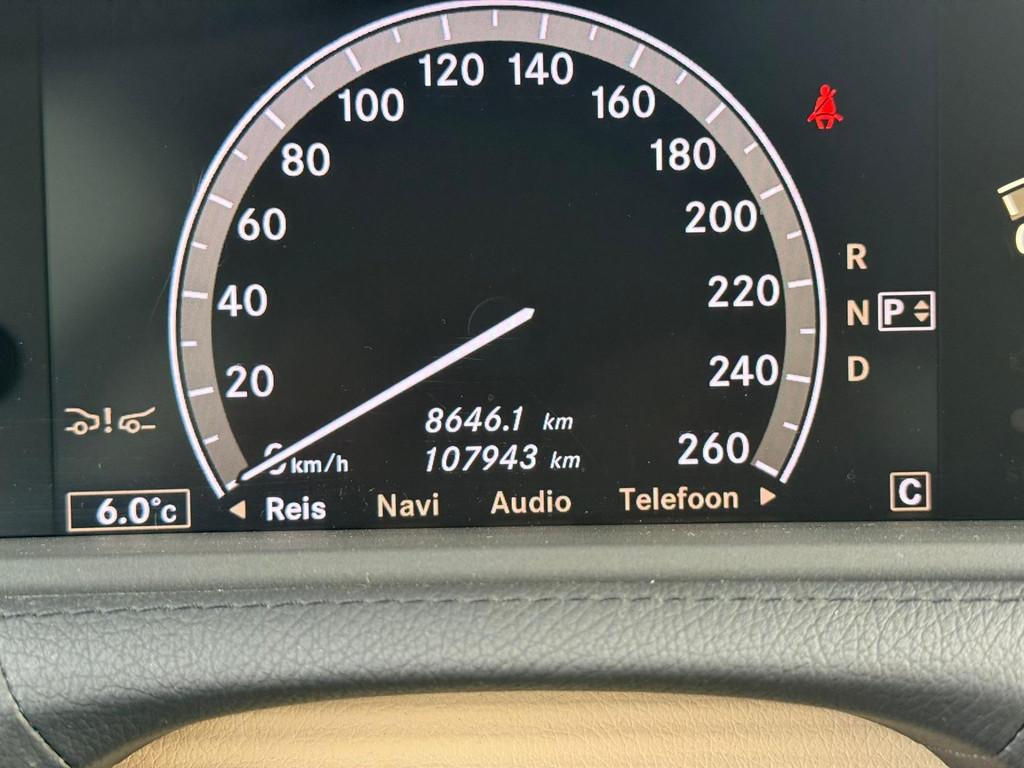 120 140
100 160
80 180
60 200
R
40 220
N P
20 240
D
8646.1 km
107943 km
260
km/h
6.0°C
Reis Navi Audio Telefoon
C